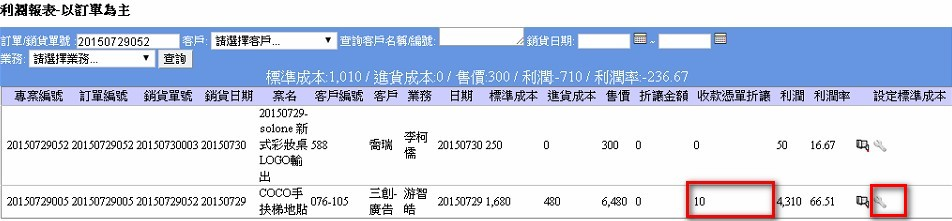 利潤報表-以訂單為主
訂單/銷貨單號:20150729052 客戶: 請選擇客戶... 查詢客戶名稱/編號: 銷貨日期: ~
業務: 請選擇業務... 查詢
標準成本:1,010 / 進貨成本:0 / 售價:300 / 利潤:-710 / 利潤率:-236.67
專案編號 訂單編號 銷貨單號 銷貨日期 案名 客戶編號 客戶 業務 日期 標準成本 進貨成本 售價 折讓金額 收款憑單折讓 利潤 利潤率 設定標準成本
20150729-
solone 新
20150729052 20150729052 20150730003 20150730 式彩妝桌 588 喬瑞 李柯儒 20150730 250 0 300 0 0 50 16.67
LOGO輸
出
COCO手
20150729005 20150729005 20150729052 20150729 扶梯地貼 076-105 三創-廣告 游智皓 20150729 1,680 480 6,480 0 10 4,310 66.51